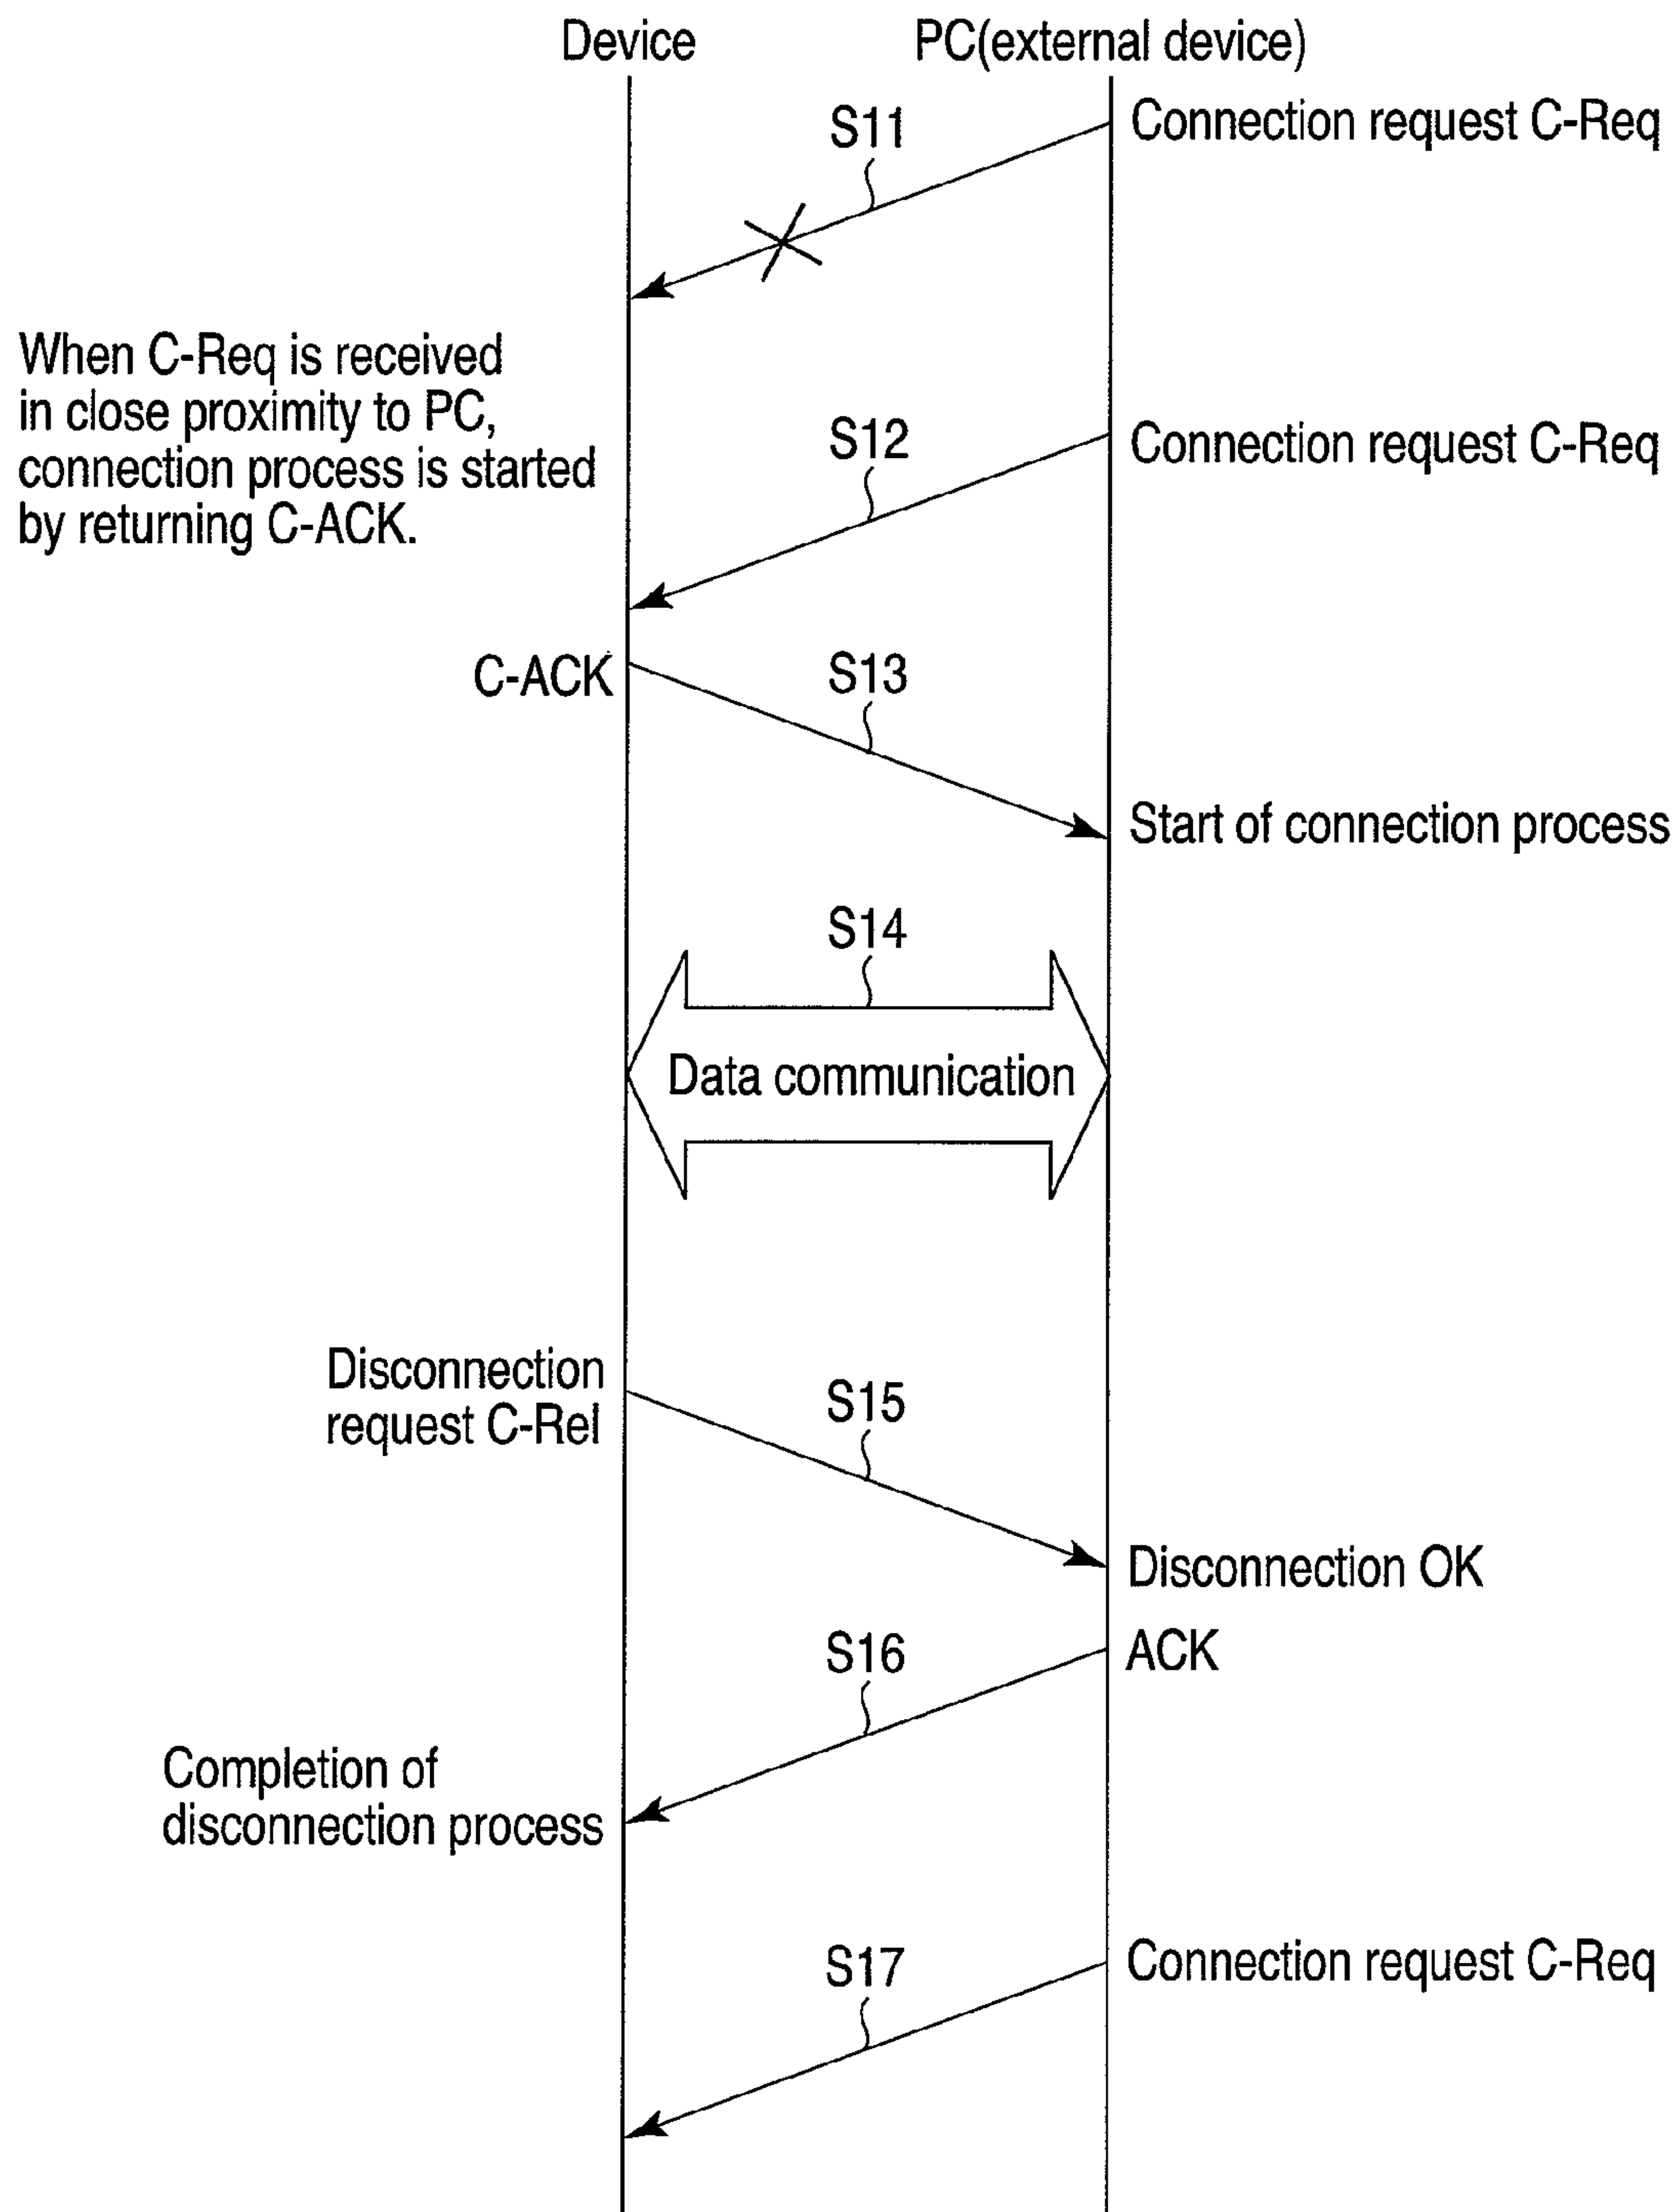 Device
PC(external device)
S11
Connection request C-Req
When C-Req is received
in close proximity to PC,
connection process is started
by returning C-ACK.
S12
Connection request C-Req
C-ACK
S13
Start of connection process
S14
Data communication
Disconnection
request C-Rel
S15
Disconnection OK
S16
ACK
Completion of
disconnection process
S17
Connection request C-Req